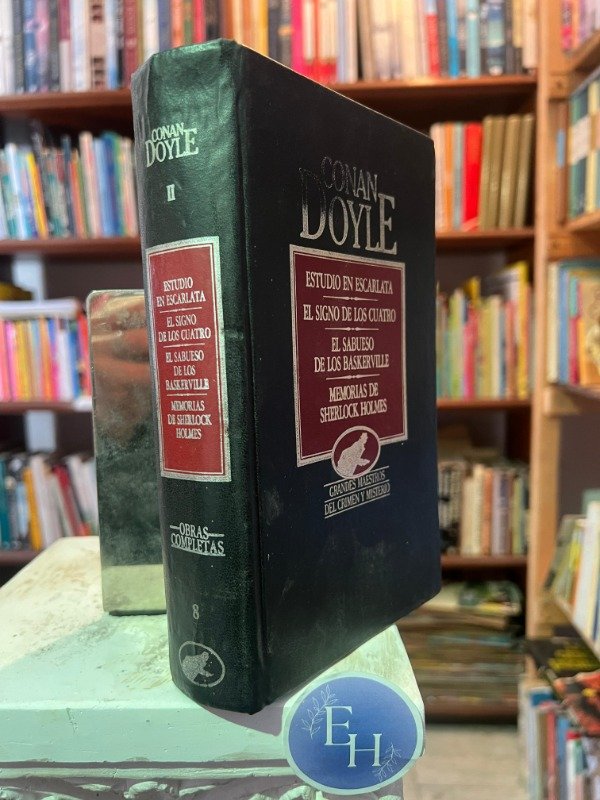 CONAN
DOYLE
II
ESTUDIO
EN ESCARLATA
EL SIGNO
DE LOS CUATRO
EL SABUESO
DE LOS
BASKERVILLE
MEMORIAS
DE SHERLOCK
HOLMES
OBRAS
COMPLETAS
8
CONAN
DOYLE
ESTUDIO EN ESCARLATA
EL SIGNO DE LOS CUATRO
EL SABUESO
DE LOS BASKERVILLE
MEMORIAS DE
SHERLOCK HOLMES
GRANDES MAESTROS
DEL CRIMEN Y MISTERIO
EH